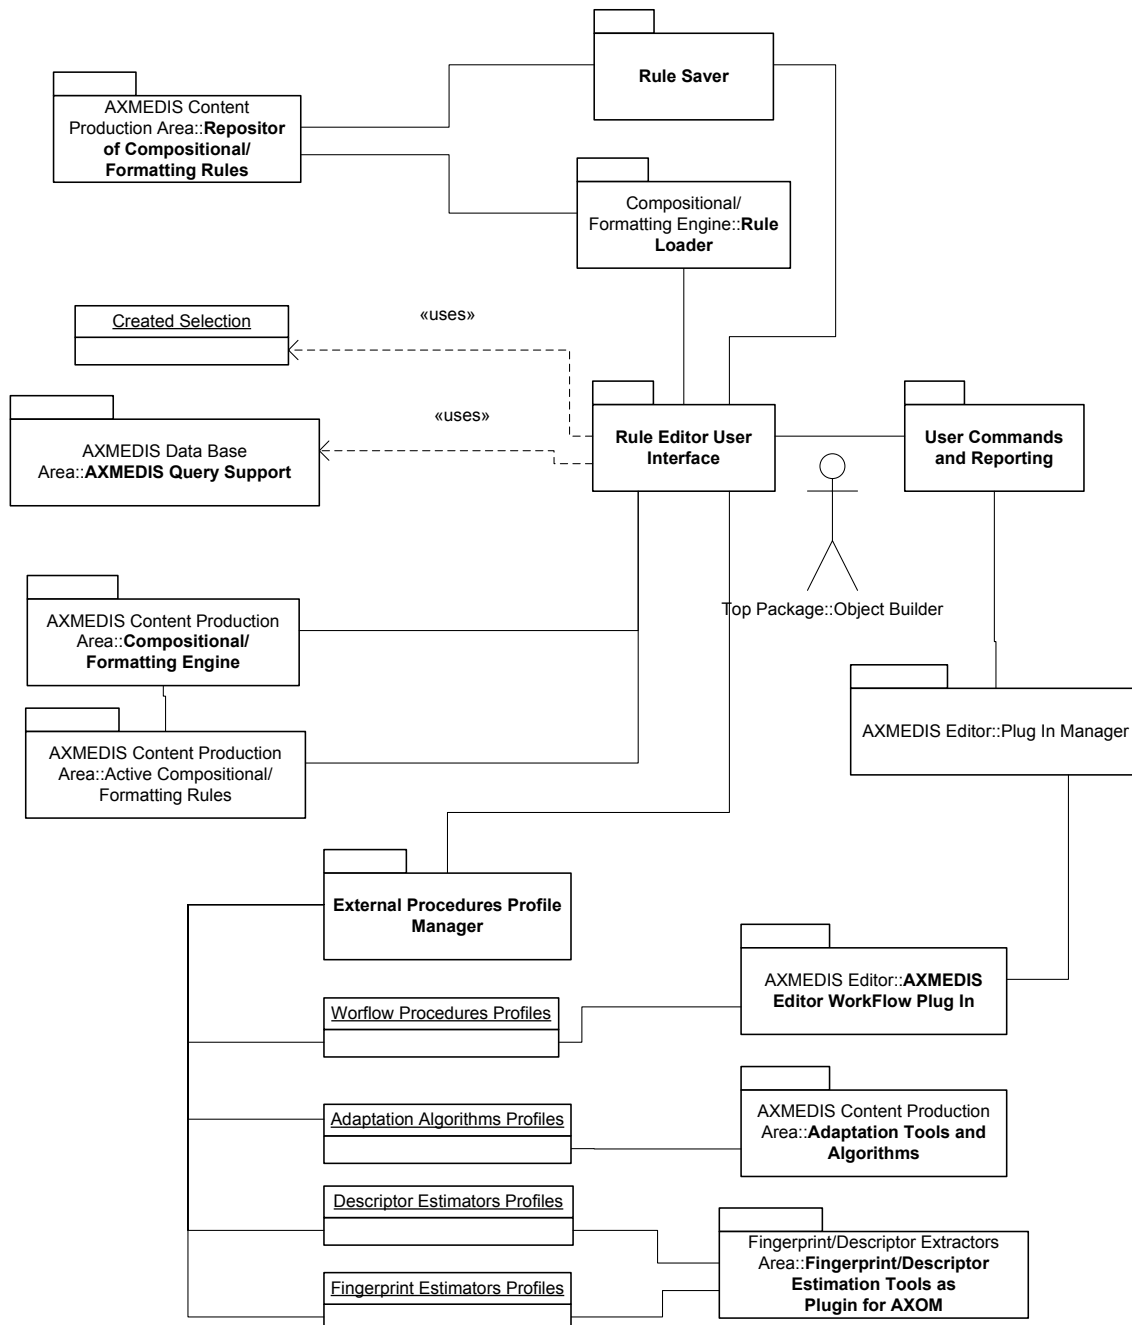 Rule Saver
AXMEDIS Content
Production Area::Repositor
of Compositional/
Formatting Rules
Compositional/
Formatting Engine::Rule
Loader
Created Selection
«uses»
«uses»
AXMEDIS Data Base
Area::AXMEDIS Query Support
Rule Editor User
Interface
User Commands
and Reporting
Top Package::Object Builder
AXMEDIS Content Production
Area::Compositional/
Formatting Engine
AXMEDIS Editor::Plug In Manager
AXMEDIS Content Production
Area::Active Compositional/
Formatting Rules
External Procedures Profile
Manager
AXMEDIS Editor::AXMEDIS
Editor WorkFlow Plug In
Worflow Procedures Profiles
AXMEDIS Content Production
Area::Adaptation Tools and
Algorithms
Adaptation Algorithms Profiles
Descriptor Estimators Profiles
Fingerprint/Descriptor Extractors
Area::Fingerprint/Descriptor
Estimation Tools as
Plugin for AXOM
Fingerprint Estimators Profiles